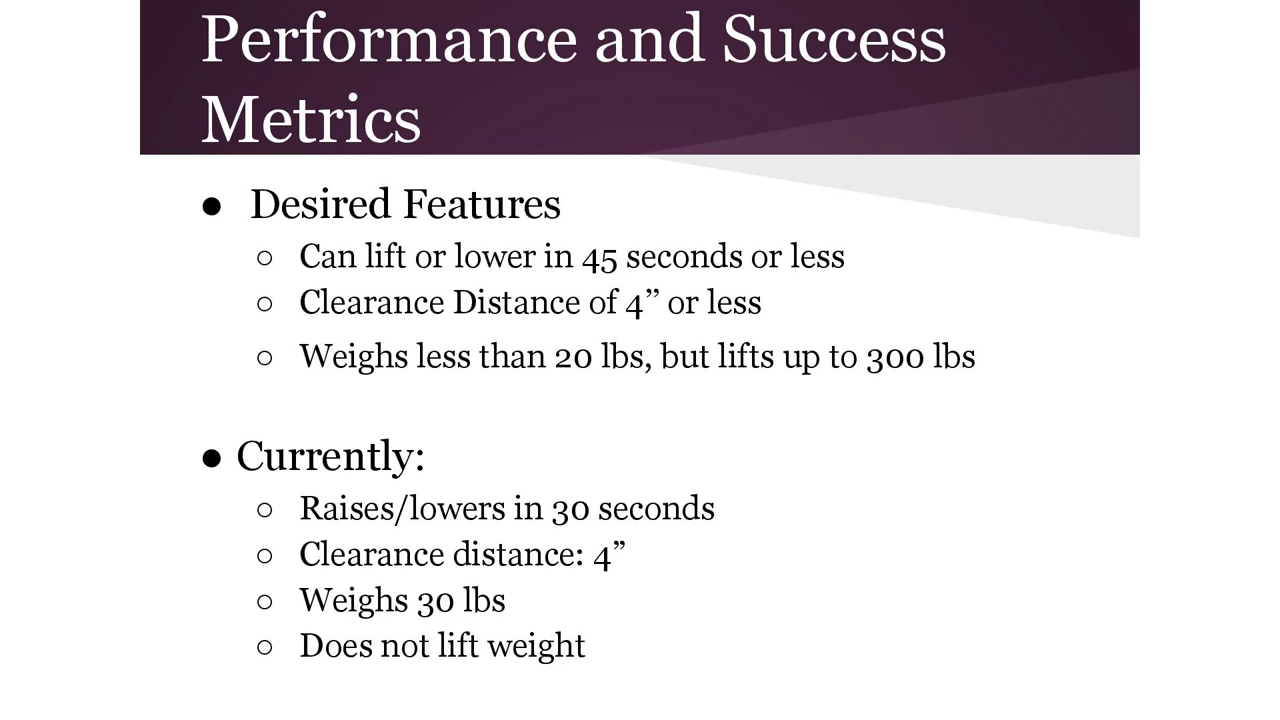 Performance and Success
Metrics
● Desired Features
○ Can lift or lower in 45 seconds or less
○ Clearance Distance of 4’’ or less
○ Weighs less than 20 lbs, but lifts up to 300 lbs
● Currently:
○ Raises/lowers in 30 seconds
○ Clearance distance: 4”
○ Weighs 30 lbs
○ Does not lift weight